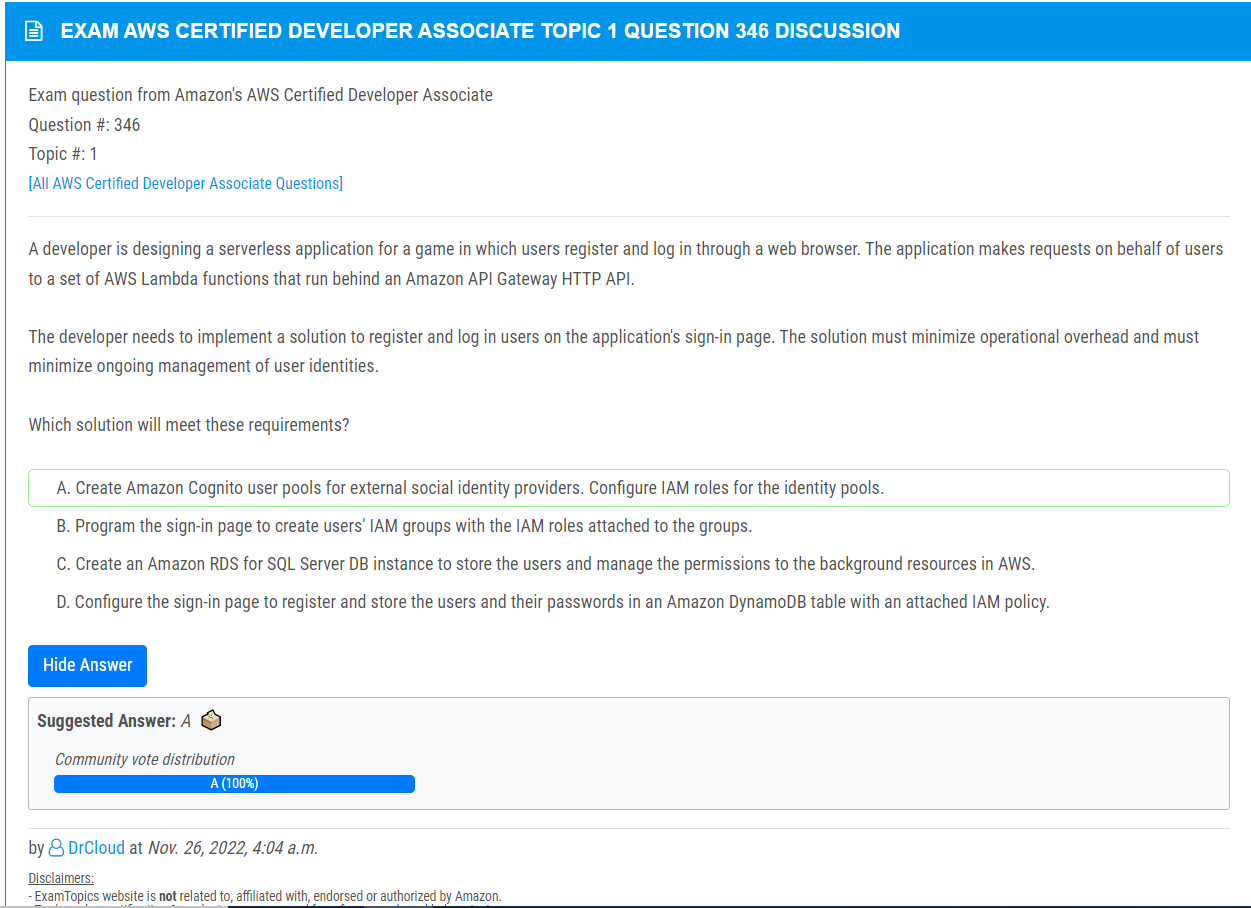 EXAM AWS CERTIFIED DEVELOPER ASSOCIATE TOPIC 1 QUESTION 346 DISCUSSION
Exam question from Amazon's AWS Certified Developer Associate
Question #: 346
Topic #: 1
[All AWS Certified Developer Associate Questions]
A developer is designing a serverless application for a game in which users register and log in through a web browser. The application makes requests on behalf of users
to a set of AWS Lambda functions that run behind an Amazon API Gateway HTTP API.
The developer needs to implement a solution to register and log in users on the application's sign-in page. The solution must minimize operational overhead and must
minimize ongoing management of user identities.
Which solution will meet these requirements?
A. Create Amazon Cognito user pools for external social identity providers. Configure IAM roles for the identity pools.
B. Program the sign-in page to create users' IAM groups with the IAM roles attached to the groups.
C. Create an Amazon RDS for SQL Server DB instance to store the users and manage the permissions to the background resources in AWS.
D. Configure the sign-in page to register and store the users and their passwords in an Amazon DynamoDB table with an attached IAM policy.
Hide Answer
Suggested Answer: A
Community vote distribution
A (100%)
by DrCloud at Nov. 26, 2022, 4:04 a.m.
Disclaimers:
- ExamTopics website is not related to, affiliated with, endorsed or authorized by Amazon.